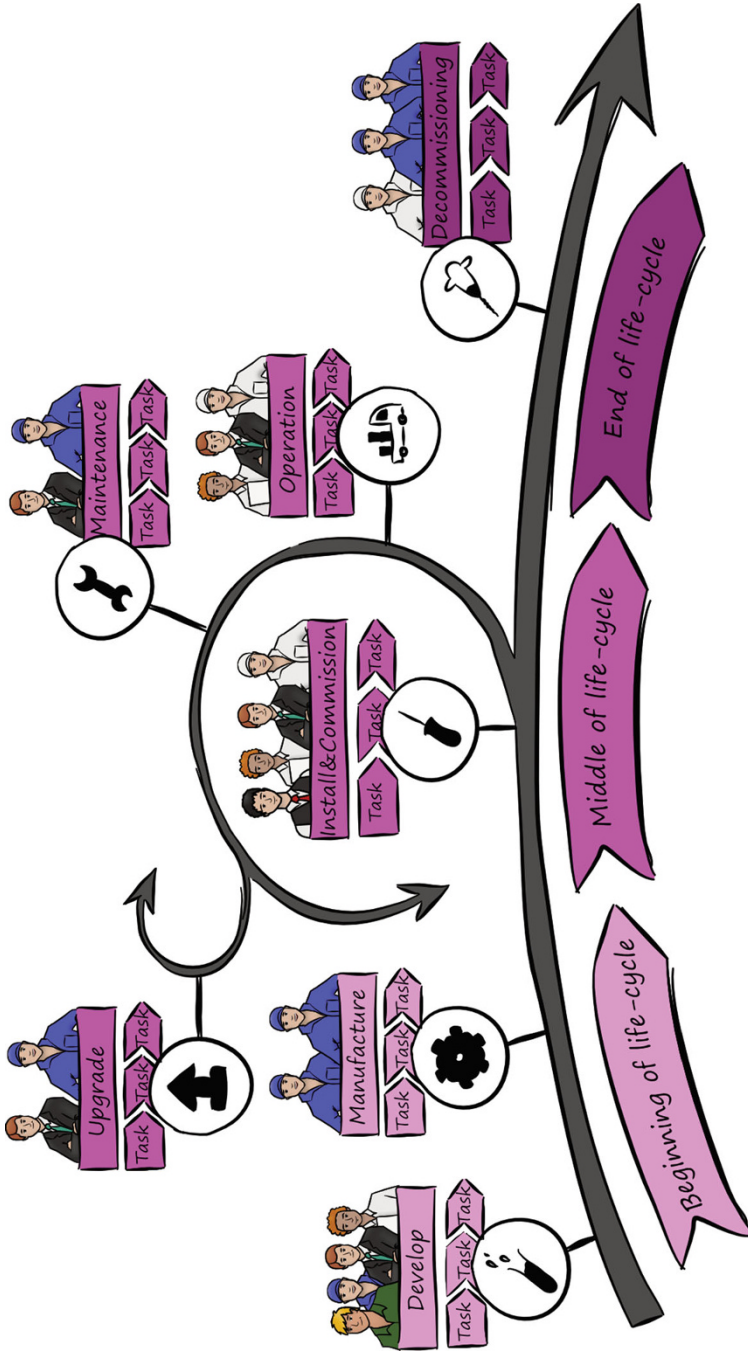 Develop
Task Task Task
Manufacture
Task Task Task
Upgrade
Task Task Task
Install&Commission
Task Task Task
Maintenance
Task Task Task
Operation
Task Task Task
Decommissioning
Task Task Task
Beginning of life-cycle
Middle of life-cycle
End of life-cycle